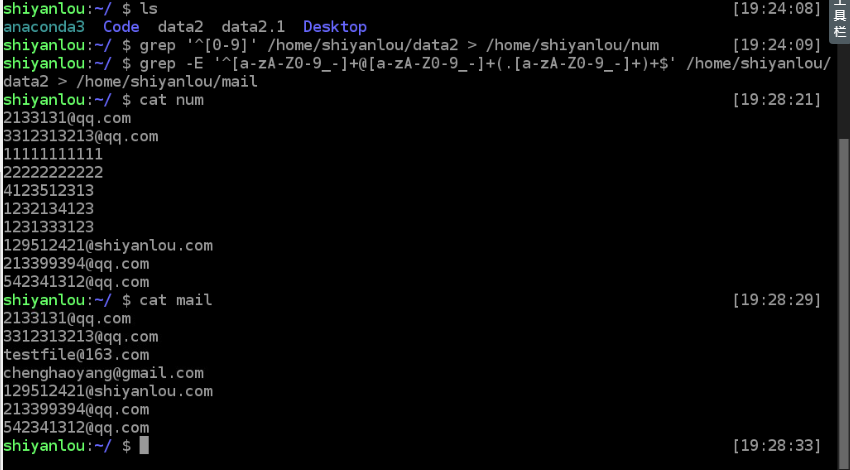 shiyanlou:~/ $ ls [19:24:08]
anaconda3 Code data2 data2.1 Desktop
shiyanlou:~/ $ grep '^[0-9]' /home/shiyanlou/data2 > /home/shiyanlou/num [19:24:09]
shiyanlou:~/ $ grep -E '^[a-zA-Z0-9_-]+@[a-zA-Z0-9_-]+(.[a-zA-Z0-9_-]+)+$' /home/shiyanlou/
data2 > /home/shiyanlou/mail
shiyanlou:~/ $ cat num [19:28:21]
2133131@qq.com
3312313213@qq.com
11111111111
22222222222
4123512313
1232134123
1231333123
129512421@shiyanlou.com
213399394@qq.com
542341312@qq.com
shiyanlou:~/ $ cat mail [19:28:29]
2133131@qq.com
3312313213@qq.com
testfile@163.com
chenghaoyang@gmail.com
129512421@shiyanlou.com
213399394@qq.com
542341312@qq.com
shiyanlou:~/ $ [19:28:33]
工具栏